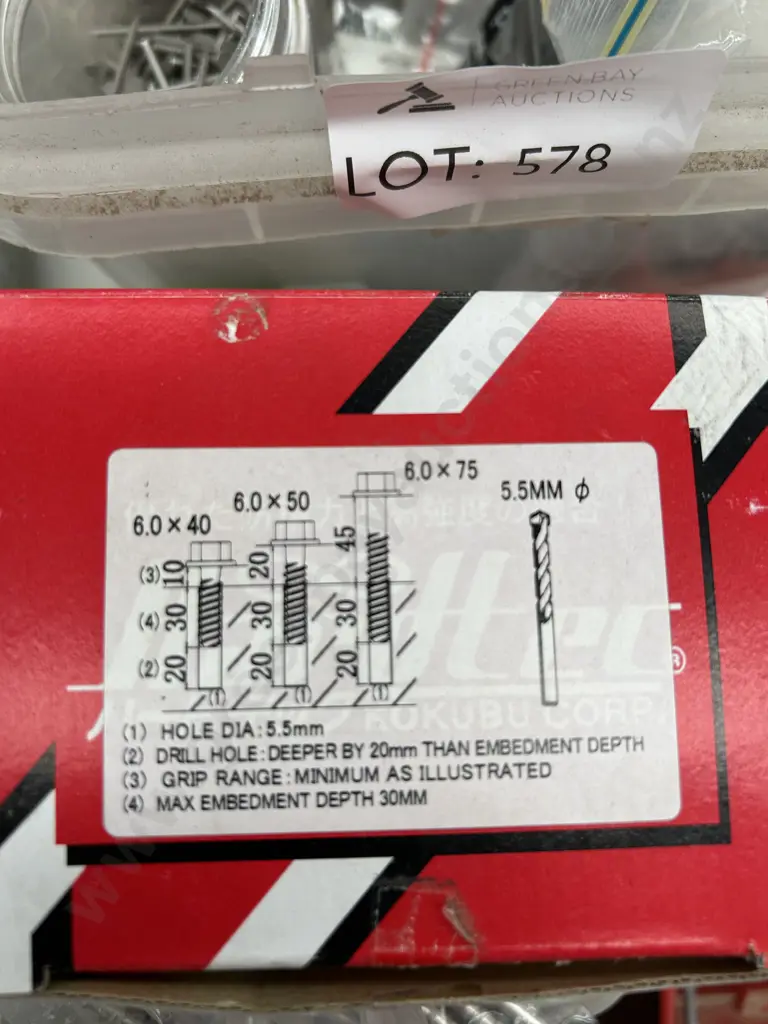 GREEN BAY
AUCTIONS
LOT: 578
6.0 × 40
6.0 × 50
6.0 × 75
5.5MM ϕ
(3) 10 20 45
(4) 30 30 30
(2) 20 20 20
(1) (1) (1)
®
KOKUBU CORP.
(1) HOLE DIA : 5.5mm
(2) DRILL HOLE : DEEPER BY 20mm THAN EMBEDMENT DEPTH
(3) GRIP RANGE : MINIMUM AS ILLUSTRATED
(4) MAX EMBEDMENT DEPTH 30MM